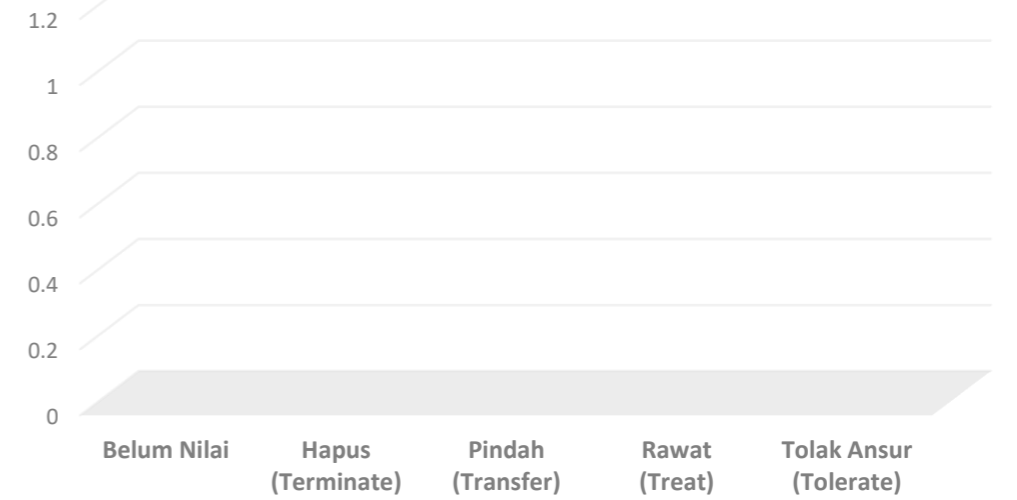 1.2
1
0.8
0.6
0.4
0.2
0
Belum Nilai
Hapus
(Terminate)
Pindah
(Transfer)
Rawat
(Treat)
Tolak Ansur
(Tolerate)